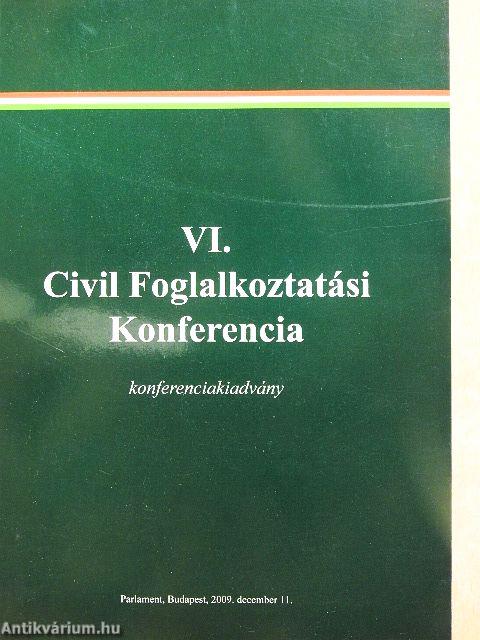 VI.
Civil Foglalkoztatási
Konferencia
konferenciakiadvány
Parlament, Budapest, 2009. december 11.
Antikvárium.hu